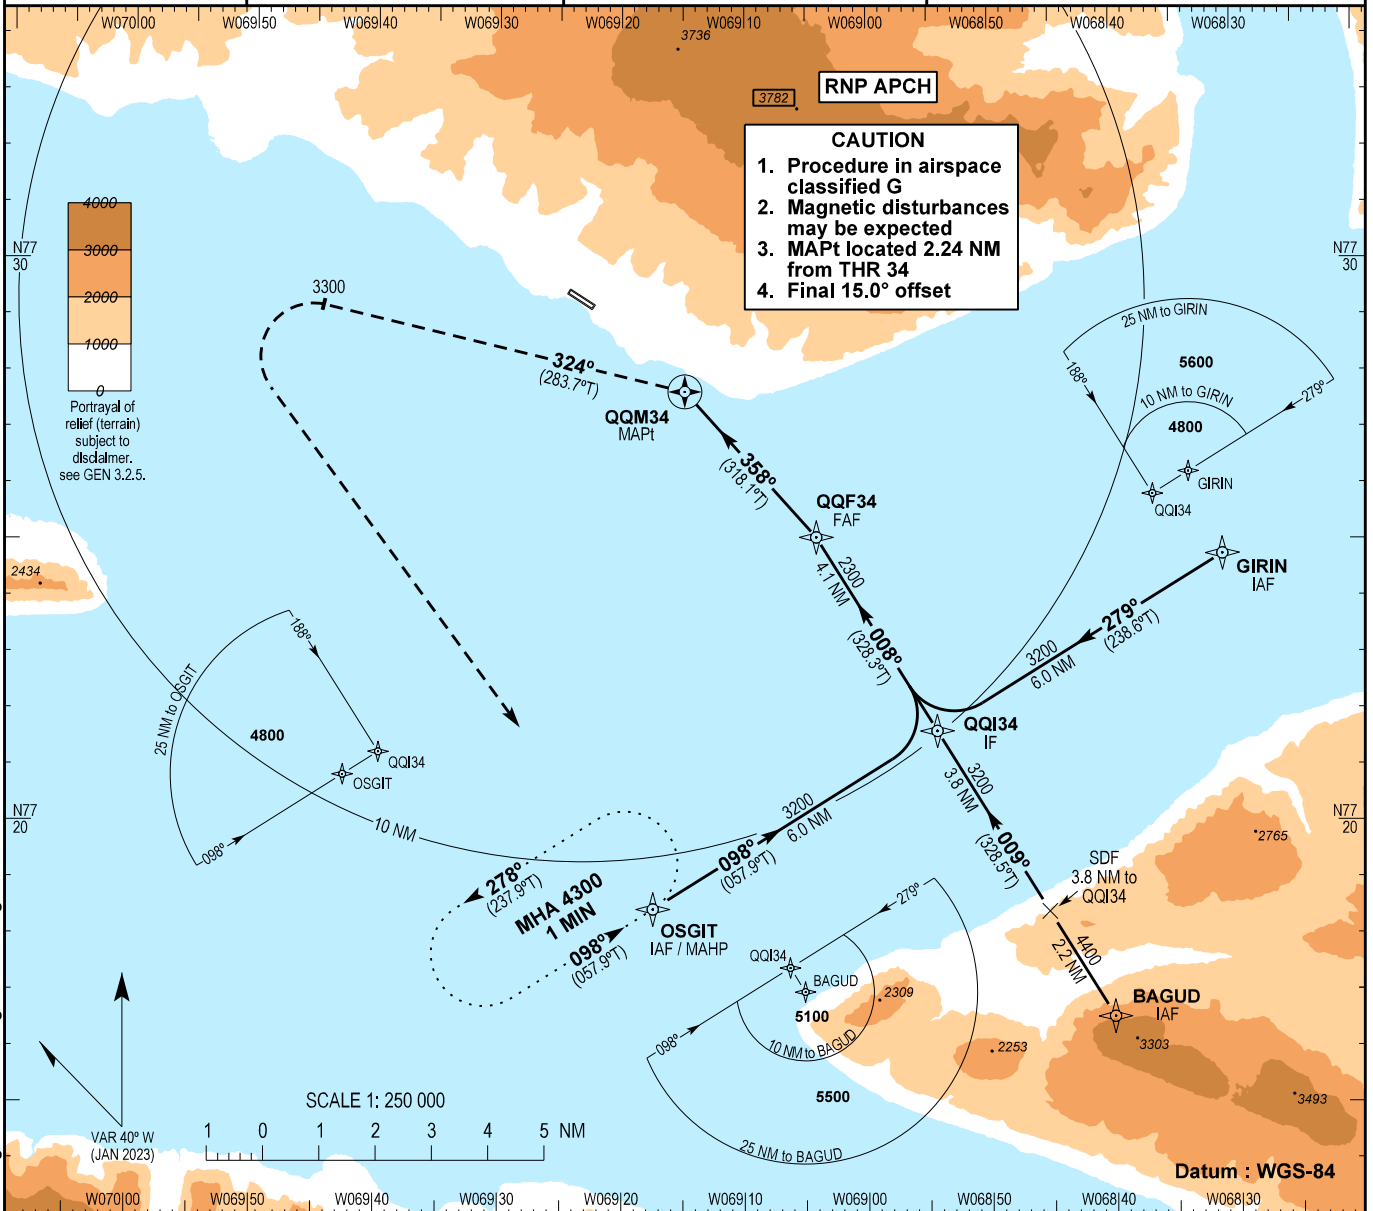 W070'00
W069'50
W069'40
W069'30
W069'20
W069'10
W069'00
W068'50
W068'40
W068'30
3736
3782
RNP APCH
CAUTION
1. Procedure in airspace
classified G
2. Magnetic disturbances
may be expected
3. MAPt located 2.24 NM
from THR 34
4. Final 15.0° offset
4000
3000
2000
1000
0
Portrayal of
relief (terrain)
subject to
disclaimer.
see GEN 3.2.5.
N77
30
N77
30
3300
324°
(283.7°T)
QQM34
MAPt
358°
(318.1°T)
QQF34
FAF
2300
4.1 NM
008°
(328.3°T)
25 NM to GIRIN
5600
10 NM to GIRIN
4800
188°
279°
GIRIN
QQI34
GIRIN
IAF
279°
(238.6°T)
3200
6.0 NM
2434
188°
25 NM to OSGIT
4800
QQI34
OSGIT
098°
QQI34
IF
N77
20
N77
20
10 NM
3200
6.0 NM
098°
(057.9°T)
3200
3.8 NM
009°
(328.5°T)
2765
SDF
3.8 NM to
QQI34
278°
(237.9°T)
MHA 4300
1 MIN
098°
(057.9°T)
OSGIT
IAF / MAHP
279°
QQI34
BAGUD
5100
10 NM to BAGUD
098°
5500
25 NM to BAGUD
2309
2253
4400
2.2 NM
BAGUD
IAF
3303
3493
VAR 40° W
(JAN 2023)
SCALE 1: 250 000
1 0 1 2 3 4 5 NM
Datum : WGS-84
W070'00
W069'50
W069'40
W069'30
W069'20
W069'10
W069'00
W068'50
W068'40
W068'30